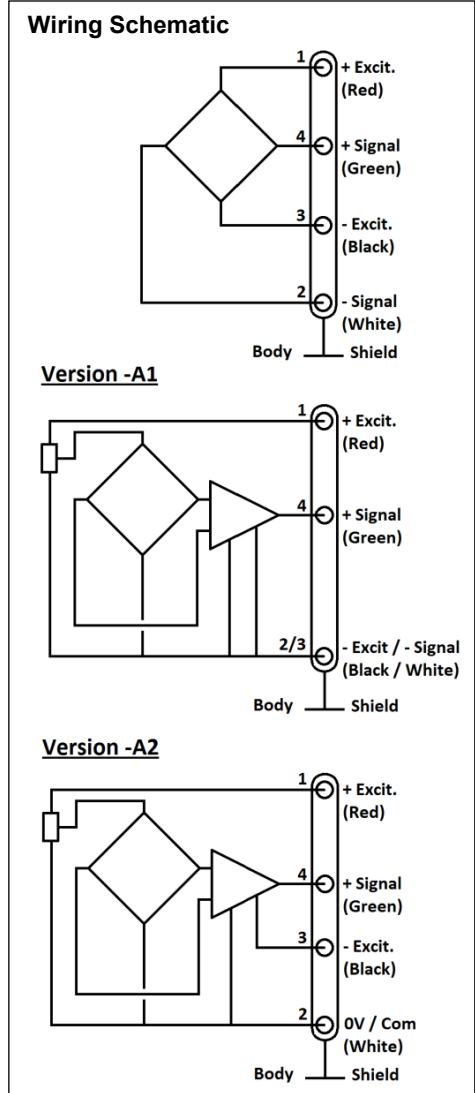 Wiring Schematic
1
+ Excit.
(Red)
4
+ Signal
(Green)
3
- Excit.
(Black)
2
- Signal
(White)
Body
Shield
Version -A1
1
+ Excit.
(Red)
4
+ Signal
(Green)
2/3
- Excit / - Signal
(Black / White)
Body
Shield
Version -A2
1
+ Excit.
(Red)
4
+ Signal
(Green)
3
- Excit.
(Black)
2
0V / Com
(White)
Body
Shield